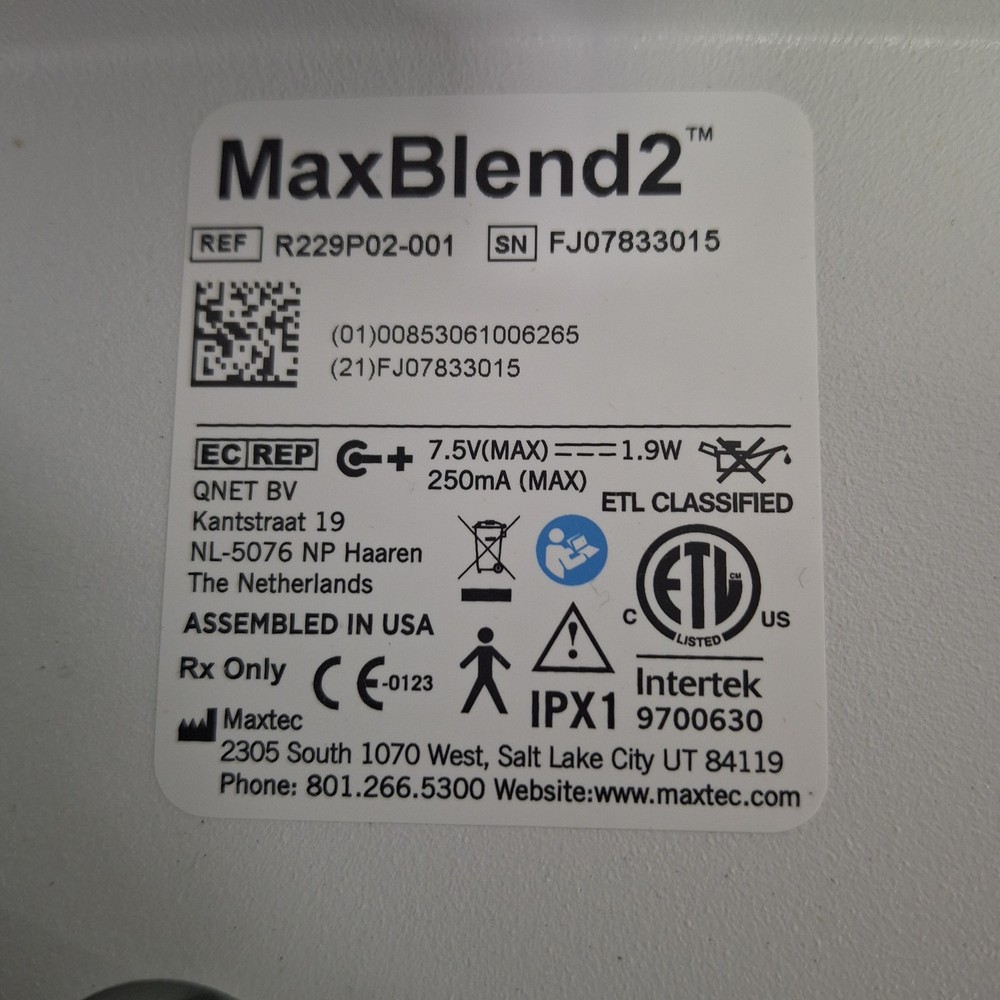 MaxBlend2™
REF R229P02-001 SN FJ07833015
(01)00853061006265
(21)FJ07833015
EC REP
QNET BV
Kantstraat 19
NL-5076 NP Haaren
The Netherlands
7.5V(MAX) 1.9W
250mA (MAX)
ETL CLASSIFIED
ETL CM
C US
LISTED
Intertek
9700630
ASSEMBLED IN USA
Rx Only CE-0123
IPX1
Maxtec
2305 South 1070 West, Salt Lake City UT 84119
Phone: 801.266.5300 Website:www.maxtec.com